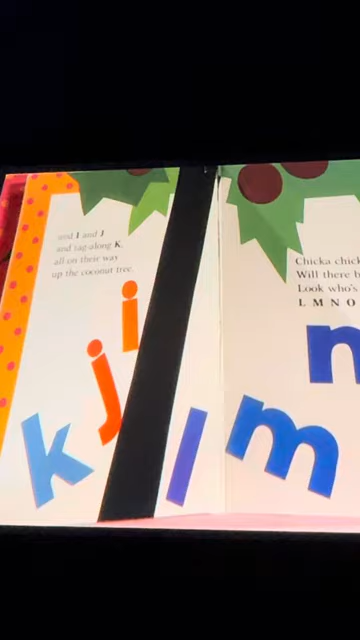 and I and J
and tag-along K,
all on their way
up the coconut tree.
Chicka chick
Will there b
Look who's
L M N O
i
j
k
l
m
n